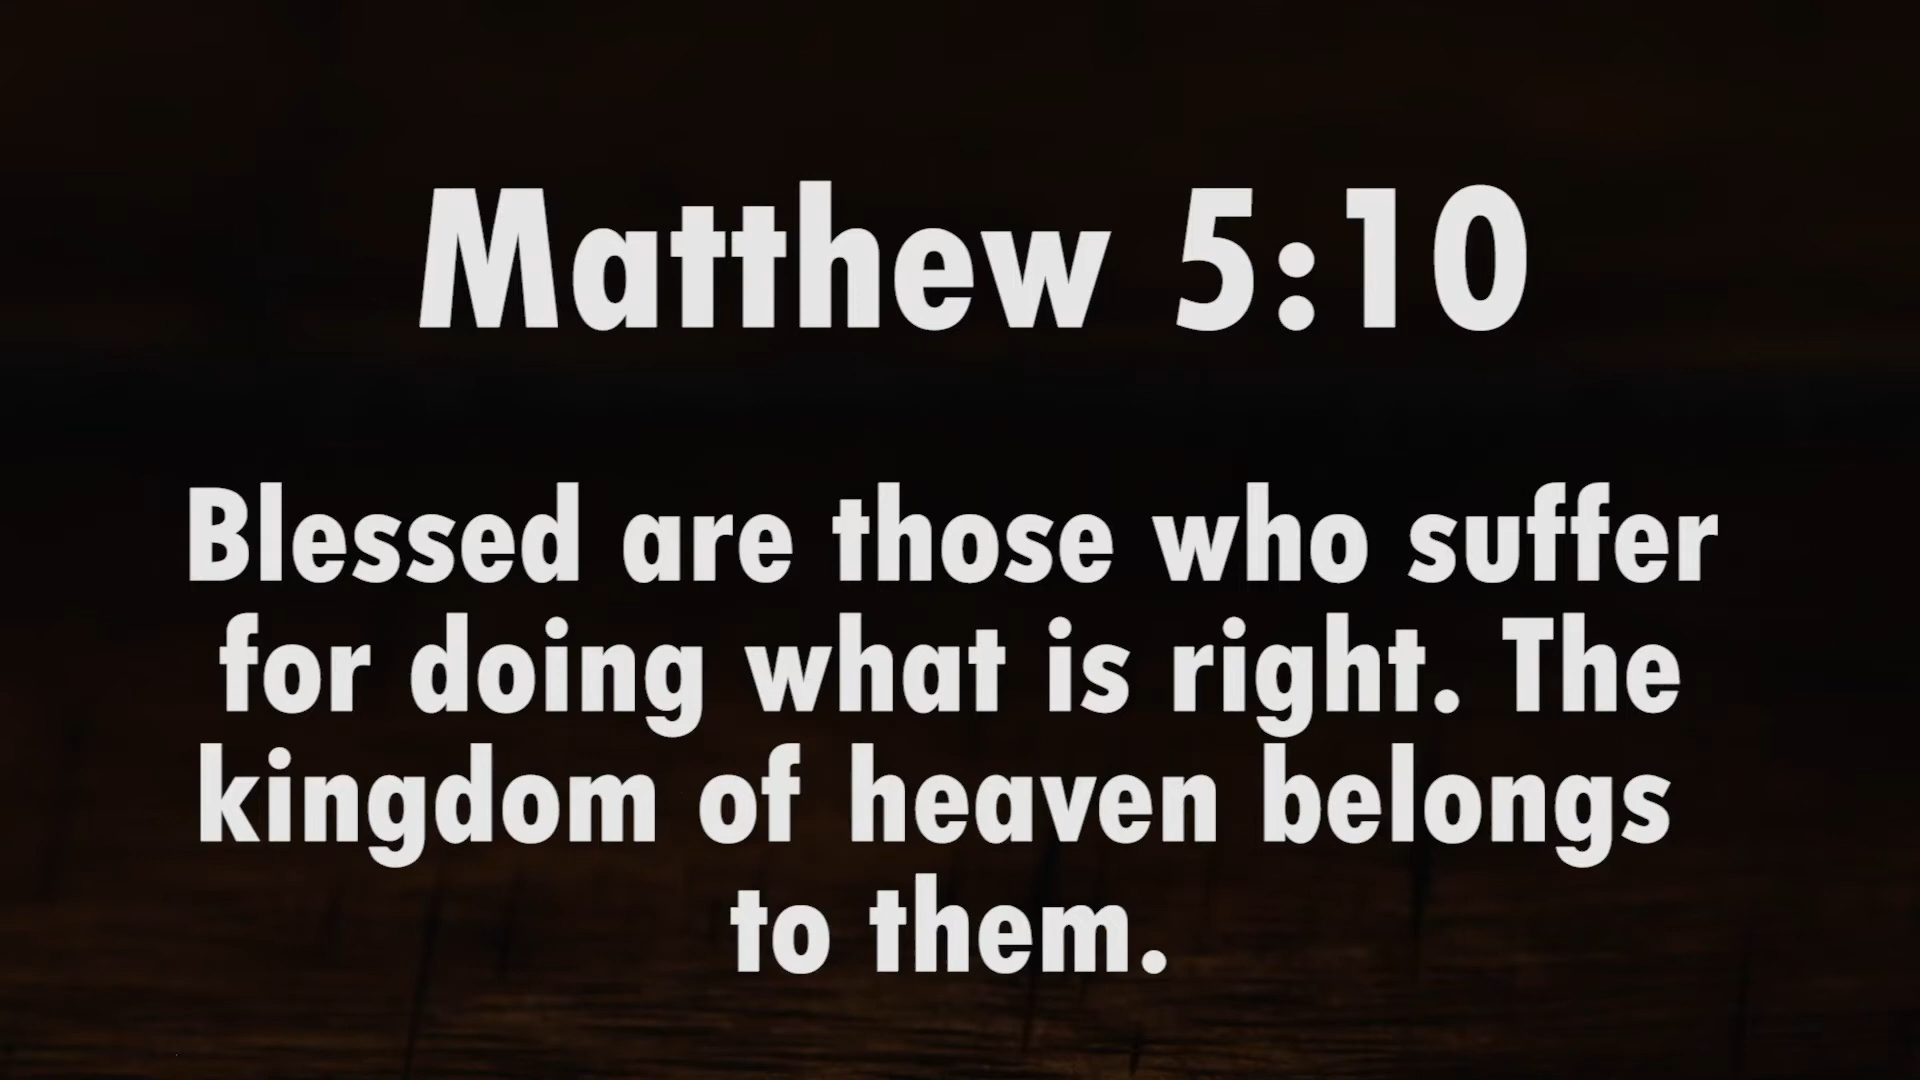 Matthew 5:10
Blessed are those who suffer
for doing what is right. The
kingdom of heaven belongs
to them.